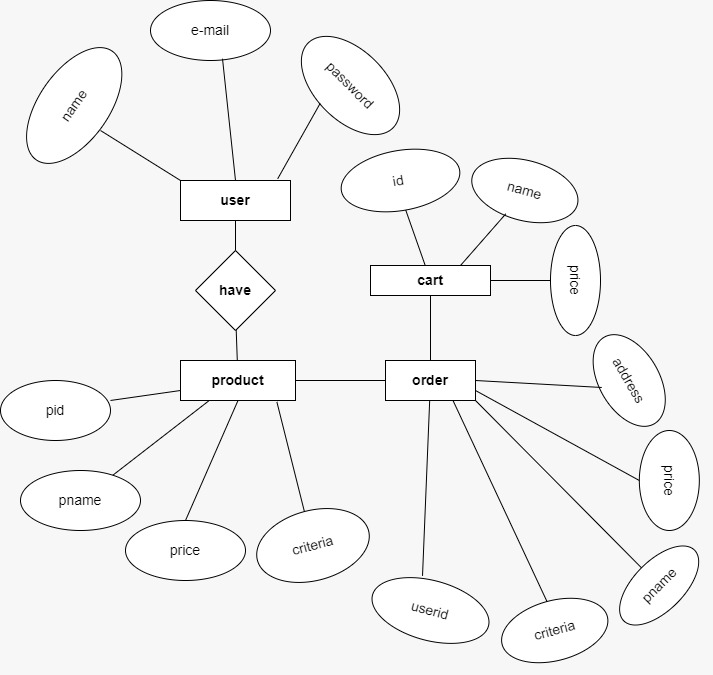 e-mail
name
password
user
id
name
cart
price
have
product
order
address
pid
pname
price
criteria
price
pname
userid
criteria